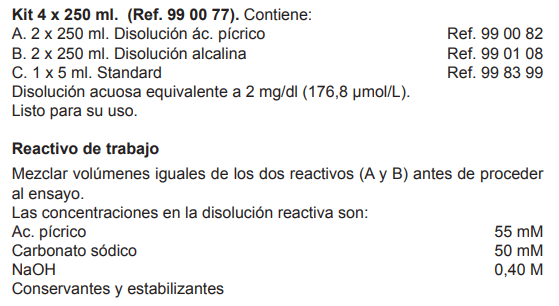 Kit 4 x 250 ml. (Ref. 99 00 77). Contiene:
A. 2 x 250 ml. Disolución ác. pícrico Ref. 99 00 82
B. 2 x 250 ml. Disolución alcalina Ref. 99 01 08
C. 1 x 5 ml. Standard Ref. 99 83 99
Disolución acuosa equivalente a 2 mg/dl (176,8 µmol/L).
Listo para su uso.
Reactivo de trabajo
Mezclar volúmenes iguales de los dos reactivos (A y B) antes de proceder
al ensayo.
Las concentraciones en la disolución reactiva son:
Ac. pícrico 55 mM
Carbonato sódico 50 mM
NaOH 0,40 M
Conservantes y estabilizantes